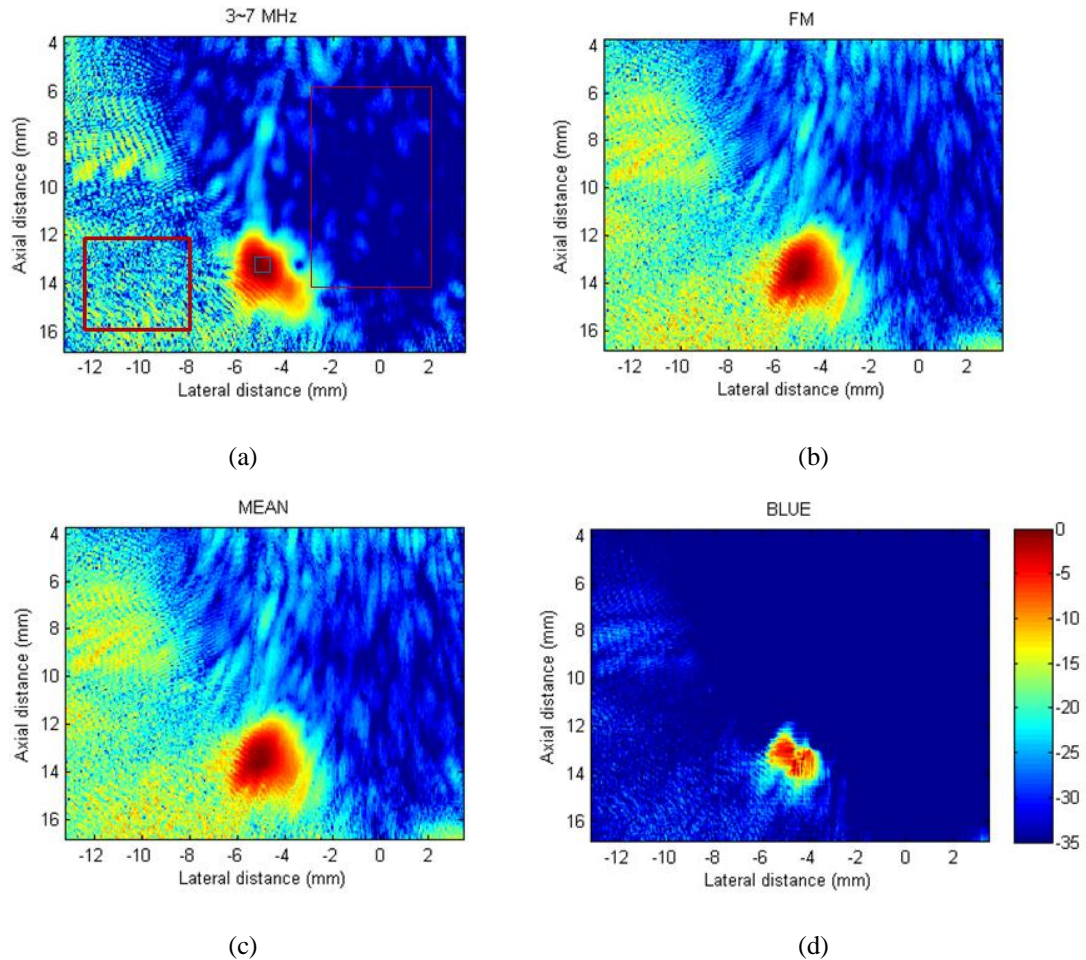 3~7 MHz
4
6
8
10
12
14
16
Axial distance (mm)
-12 -10 -8 -6 -4 -2 0 2
Lateral distance (mm)
(a)
FM
4
6
8
10
12
14
16
Axial distance (mm)
-12 -10 -8 -6 -4 -2 0 2
Lateral distance (mm)
(b)
MEAN
4
6
8
10
12
14
16
Axial distance (mm)
-12 -10 -8 -6 -4 -2 0 2
Lateral distance (mm)
(c)
BLUE
4
6
8
10
12
14
16
Axial distance (mm)
-12 -10 -8 -6 -4 -2 0 2
Lateral distance (mm)
0
-5
-10
-15
-20
-25
-30
-35
(d)